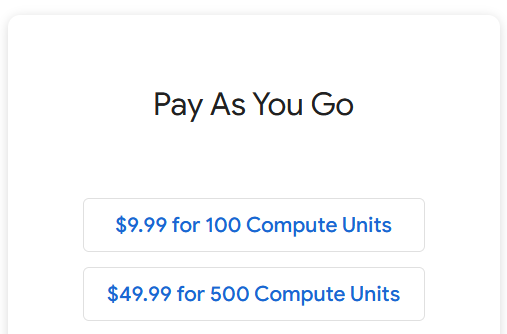 Pay As You Go
$9.99 for 100 Compute Units
$49.99 for 500 Compute Units